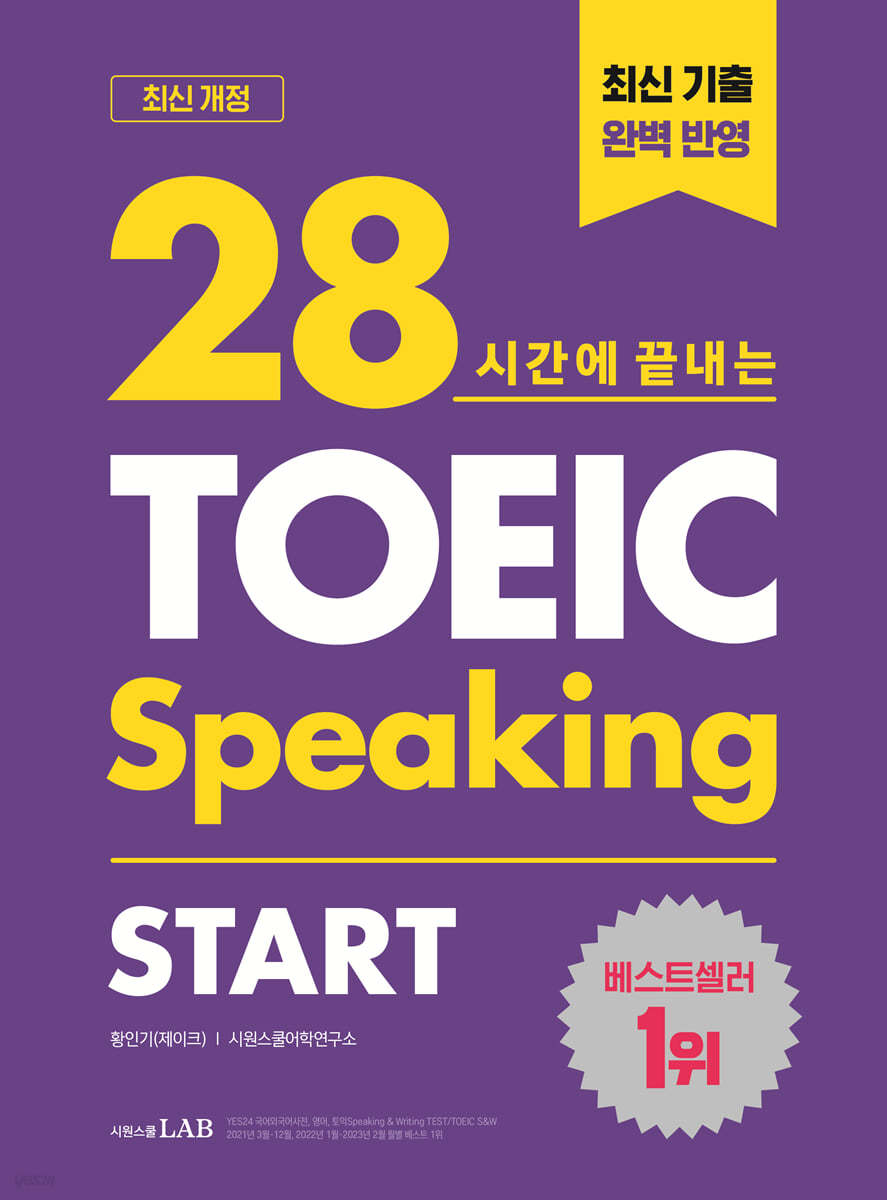 최신 개정
최신 기출
완벽 반영
28시간에 끝내는
TOEIC
Speaking
START
황인기(제이크) | 시원스쿨어학연구소
베스트셀러
1위
시원스쿨 LAB
YES24 국어외국어사전, 영어, 토익Speaking & Writing TEST/TOEIC S&W
2021년 3월-12월, 2022년 1월-2023년 2월 월별 베스트 1위
YES24